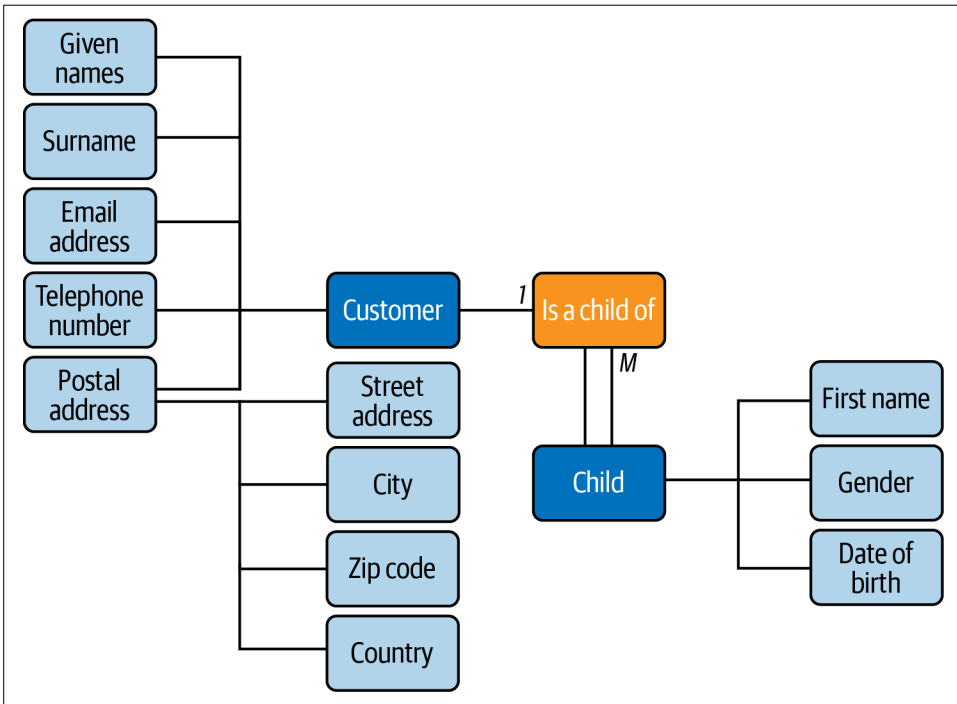 Given
names
Surname
Email
address
Telephone
number
Postal
address
Customer
1
Is a child of
M
Street
address
City
Zip code
Country
Child
First name
Gender
Date of
birth